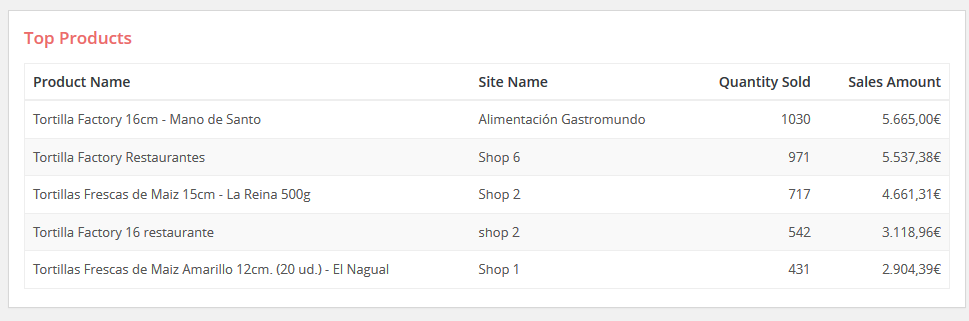 Top Products
Product Name Site Name Quantity Sold Sales Amount
Tortilla Factory 16cm - Mano de Santo Alimentación Gastromundo 1030 5.665,00€
Tortilla Factory Restaurantes Shop 6 971 5.537,38€
Tortillas Frescas de Maiz 15cm - La Reina 500g Shop 2 717 4.661,31€
Tortilla Factory 16 restaurante shop 2 542 3.118,96€
Tortillas Frescas de Maiz Amarillo 12cm. (20 ud.) - El Nagual Shop 1 431 2.904,39€